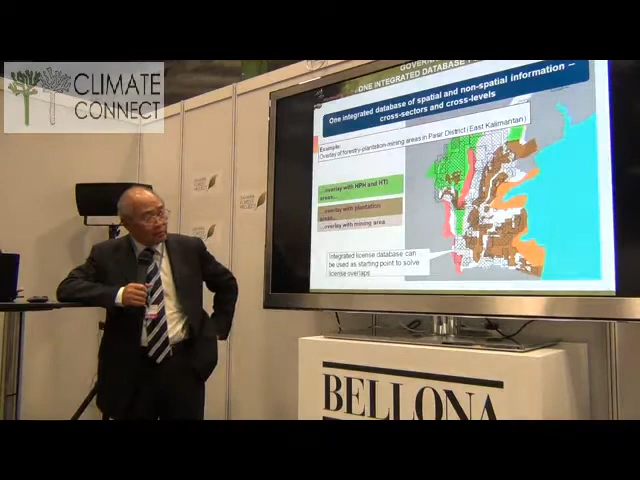 CLIMATE
CONNECT
ONE INTEGRATED DATABASE
One integrated database of spatial and non-spatial information –
cross-sectors and cross-levels
Example:
Overlay of forestry-plantation-mining areas in Pasir District (East Kalimantan)
...overlay with HPH and HTI
areas...
...overlay with plantation
areas...
...overlay with mining area
Integrated license database can
be used as starting point to solve
license overlaps
BELLONA